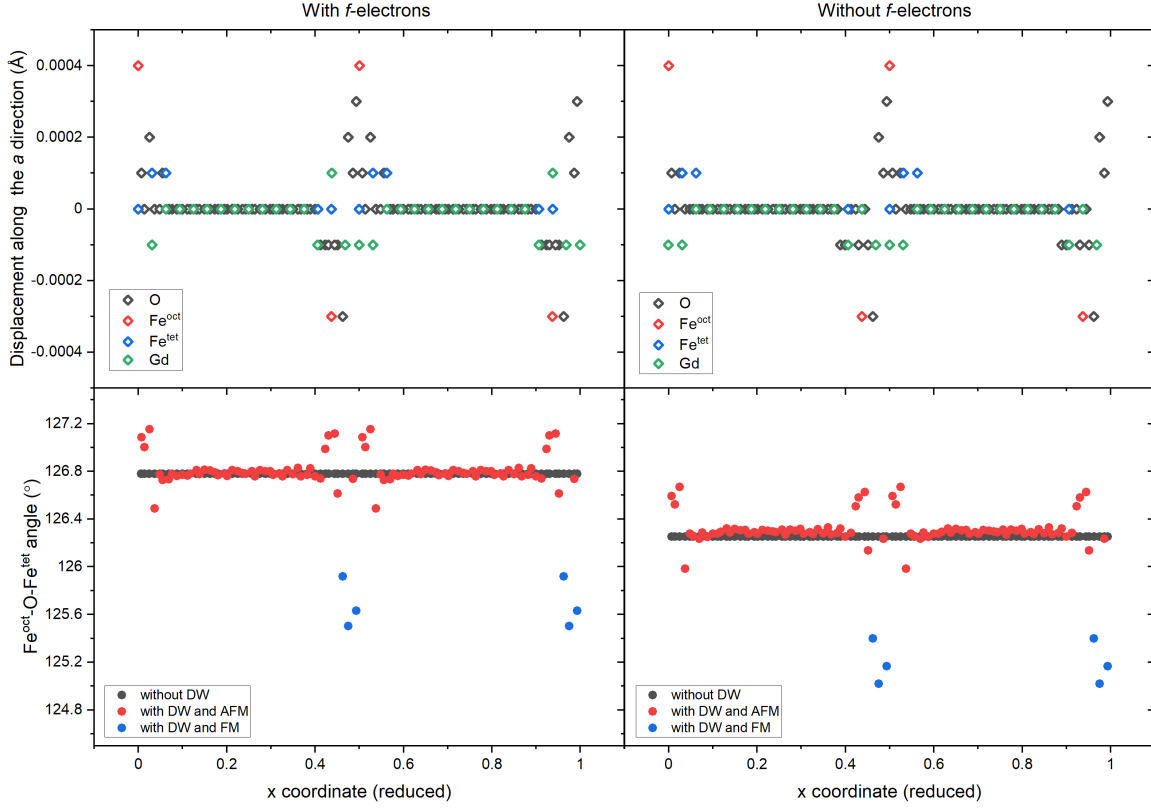 With f-electrons
Without f-electrons
Displacement along the a direction (Å)
0.0004
0.0002
0
-0.0002
-0.0004
O
Fe^oct
Fe^tet
Gd
O
Fe^oct
Fe^tet
Gd
Fe^oct-O-Fe^tet angle (°)
127.2
126.8
126.4
126
125.6
125.2
124.8
without DW
with DW and AFM
with DW and FM
without DW
with DW and AFM
with DW and FM
0 0.2 0.4 0.6 0.8 1
0 0.2 0.4 0.6 0.8 1
x coordinate (reduced)
x coordinate (reduced)